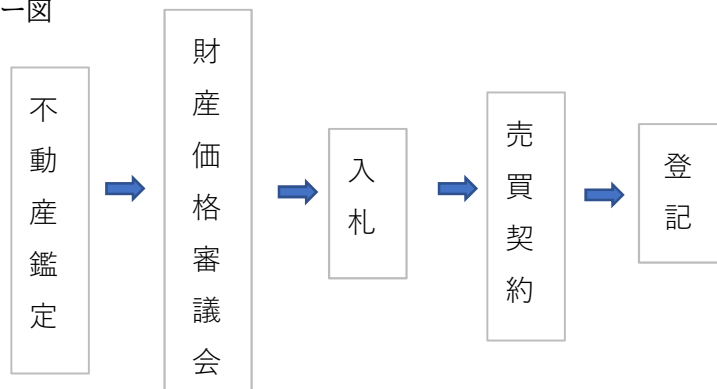 ー図
不動産鑑定
財産価格審議会
入札
売買契約
登記